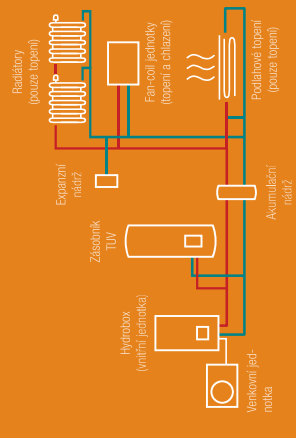 Radiátory
(pouze topení)
Fan-coil jednotky
(topení a chlazení)
Podlahové topení
(pouze topení)
Expanzní
nádrž
Akumulační
nádrž
Zásobník
TUV
Hydrobox
(vnitřní jednotka)
Venkovní jed-
notka